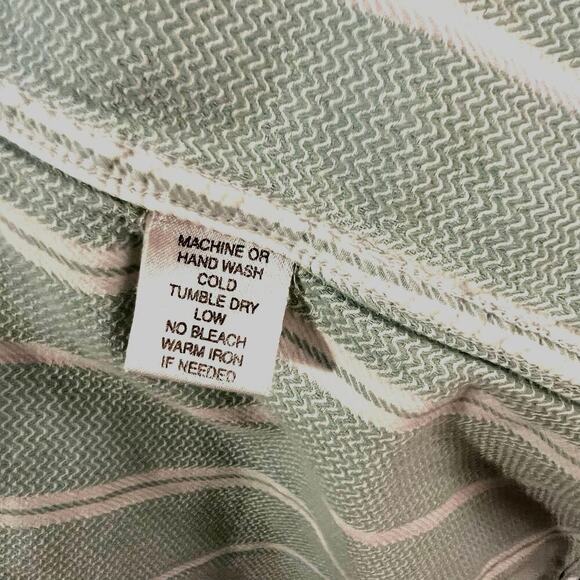 MACHINE OR
HAND WASH
COLD
TUMBLE DRY
LOW
NO BLEACH
WARM IRON
IF NEEDED